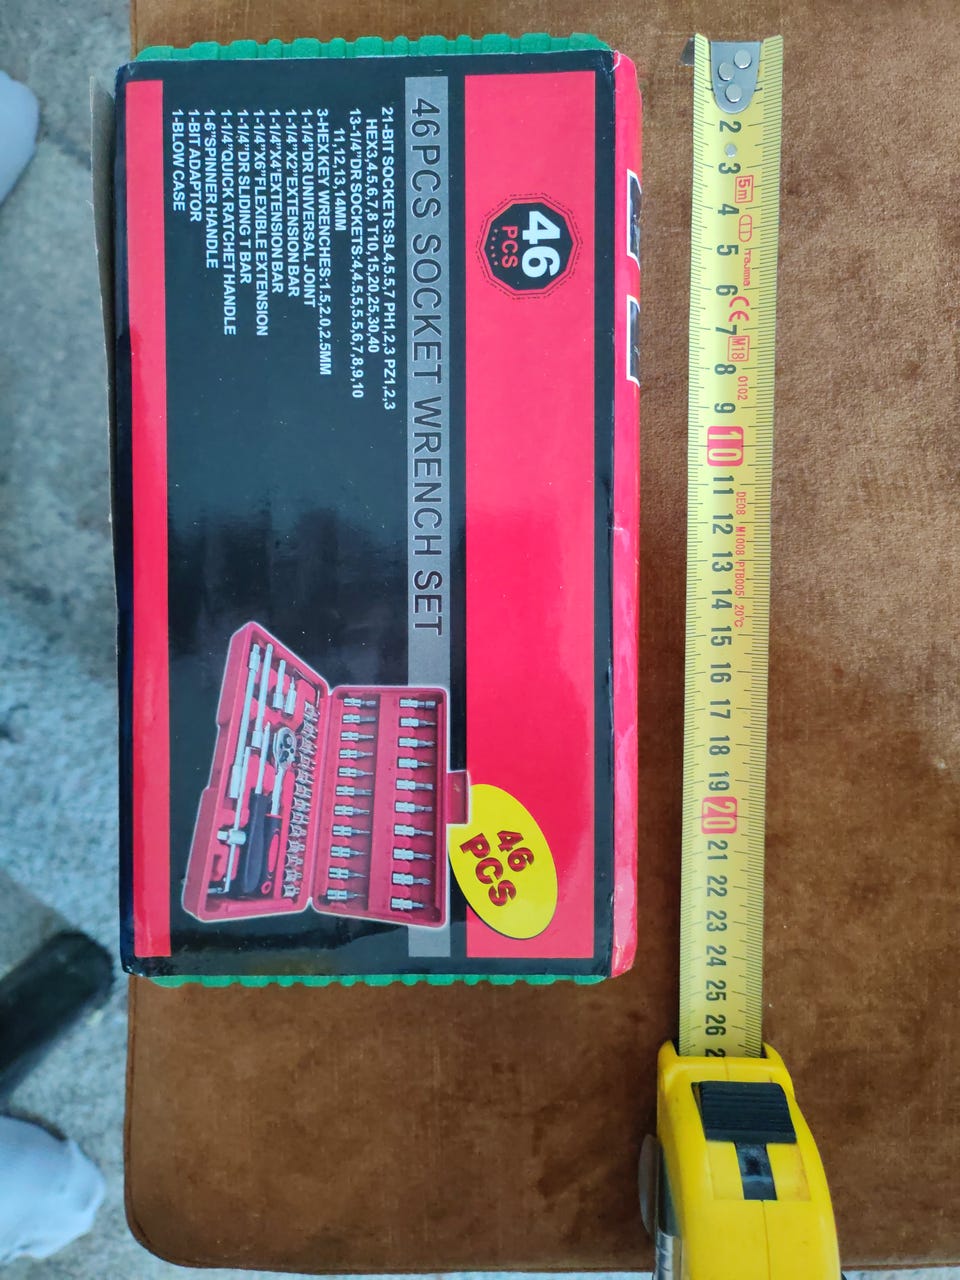 46PCS SOCKET WRENCH SET
21-BIT SOCKETS:SL4,5.5,7 PH1,2,3 PZ1,2,3
HEX3,4,5,6,7,8 T10,15,20,25,30,40
13-1/4"DR SOCKETS:4,4.5,5,5.5,6,7,8,9,10
11,12,13,14MM
3-HEX KEY WRENCHES:1.5,2.0,2.5MM
1-1/4"DR UNIVERSAL JOINT
1-1/4"X2"EXTENSION BAR
1-1/4"X4"EXTENSION BAR
1-1/4"X6"FLEXIBLE EXTENSION
1-1/4"DR SLIDING T BAR
1-1/4"QUICK RATCHET HANDLE
1-6"SPINNER HANDLE
1-BIT ADAPTOR
1-BLOW CASE
46
PCS
46
PCS
2 3 4 5 6 7 8 9 10 11 12 13 14 15 16 17 18 19 20 21 22 23 24 25 26
5m II TaJima CE M18 0102
DE08 M1008 PTB005 20°C